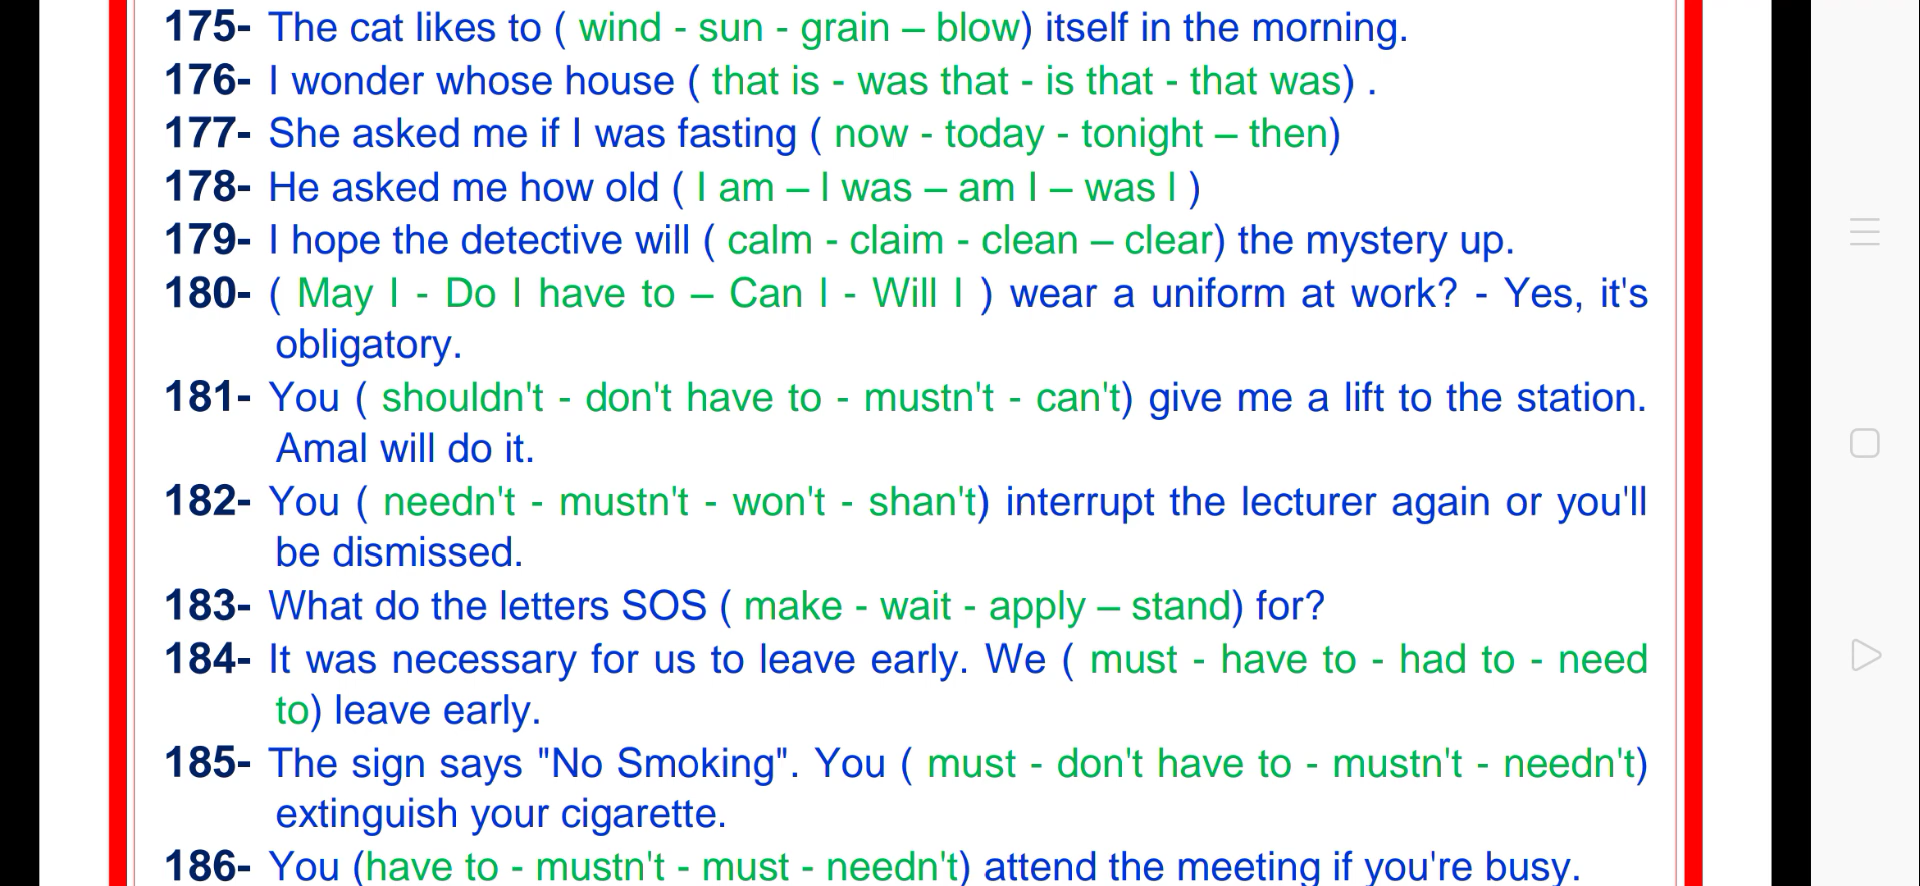 175- The cat likes to ( wind - sun - grain – blow) itself in the morning.
176- I wonder whose house ( that is - was that - is that - that was) .
177- She asked me if I was fasting ( now - today - tonight – then)
178- He asked me how old ( I am – I was – am I – was I )
179- I hope the detective will ( calm - claim - clean – clear) the mystery up.
180- ( May I - Do I have to – Can I - Will I ) wear a uniform at work? - Yes, it's
obligatory.
181- You ( shouldn't - don't have to - mustn't - can't) give me a lift to the station.
Amal will do it.
182- You ( needn't - mustn't - won't - shan't) interrupt the lecturer again or you'll
be dismissed.
183- What do the letters SOS ( make - wait - apply – stand) for?
184- It was necessary for us to leave early. We ( must - have to - had to - need
to) leave early.
185- The sign says "No Smoking". You ( must - don't have to - mustn't - needn't)
extinguish your cigarette.
186- You (have to - mustn't - must - needn't) attend the meeting if you're busy.